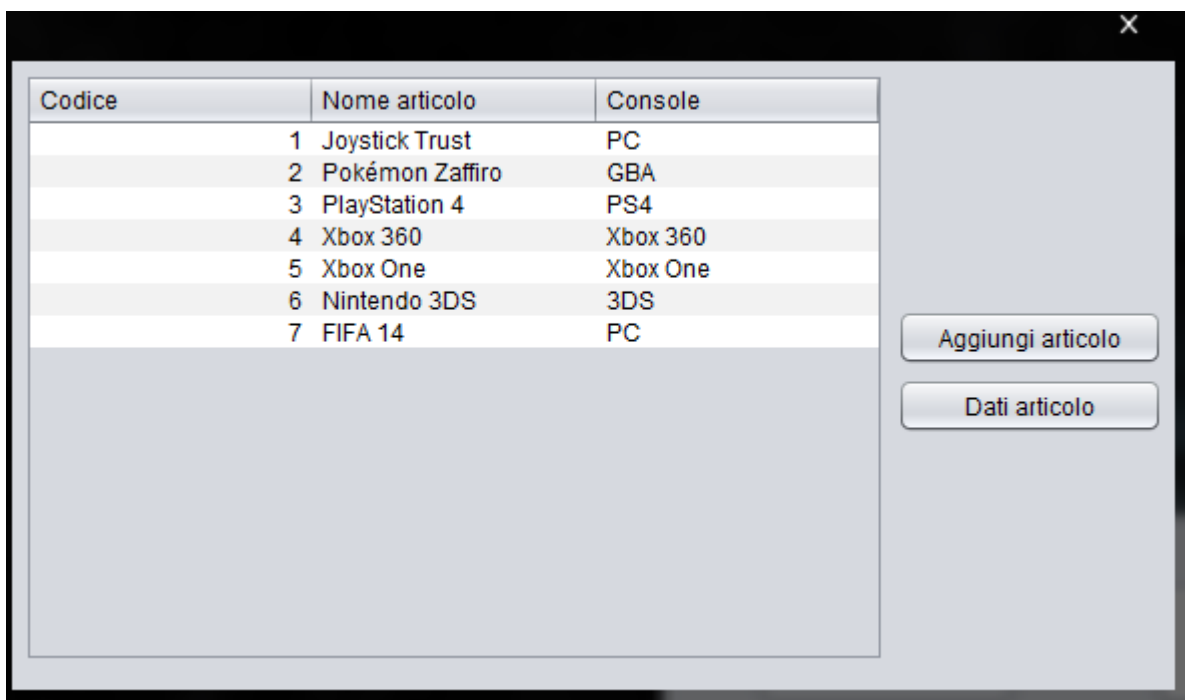 Codice Nome articolo Console
1 Joystick Trust PC
2 Pokémon Zaffiro GBA
3 PlayStation 4 PS4
4 Xbox 360 Xbox 360
5 Xbox One Xbox One
6 Nintendo 3DS 3DS
7 FIFA 14 PC
Aggiungi articolo
Dati articolo